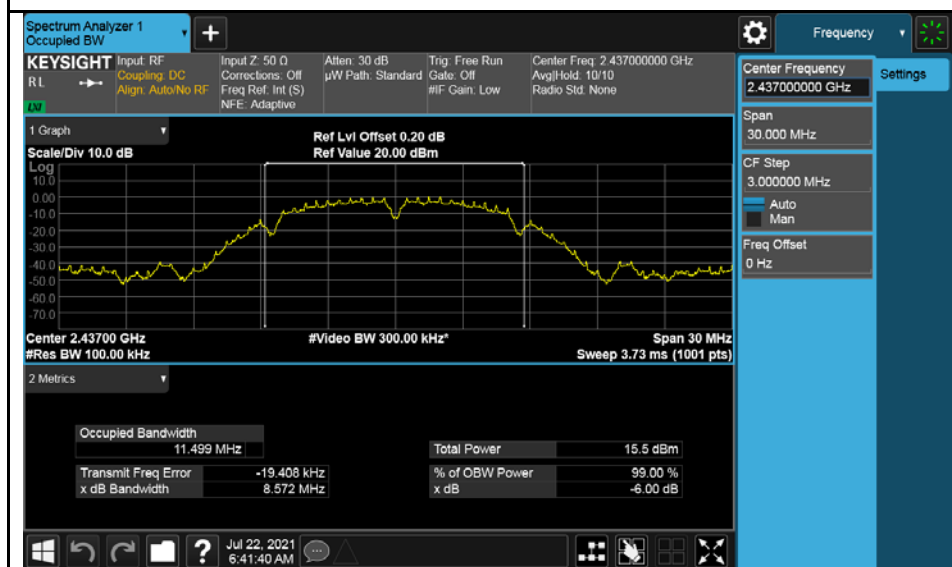 Spectrum Analyzer 1
Occupied BW
+
Frequency
KEYSIGHT
R L
LXI
Input: RF
Coupling: DC
Align: Auto/No RF
Input Z: 50 Ω
Corrections: Off
Freq Ref: Int (S)
NFE: Adaptive
Atten: 30 dB
µW Path: Standard
Trig: Free Run
Gate: Off
#IF Gain: Low
Center Freq: 2.437000000 GHz
Avg|Hold: 10/10
Radio Std: None
Center Frequency
2.437000000 GHz
Settings
Span
30.000 MHz
CF Step
3.000000 MHz
Auto
Man
Freq Offset
0 Hz
1 Graph
Scale/Div 10.0 dB
Ref Lvl Offset 0.20 dB
Ref Value 20.00 dBm
Log
10.0
0.00
-10.0
-20.0
-30.0
-40.0
-50.0
-60.0
-70.0
Center 2.43700 GHz
#Res BW 100.00 kHz
#Video BW 300.00 kHz*
Span 30 MHz
Sweep 3.73 ms (1001 pts)
2 Metrics
Occupied Bandwidth
11.499 MHz
Total Power 15.5 dBm
Transmit Freq Error -19.408 kHz
% of OBW Power 99.00 %
x dB Bandwidth 8.572 MHz
x dB -6.00 dB
?
Jul 22, 2021
6:41:40 AM